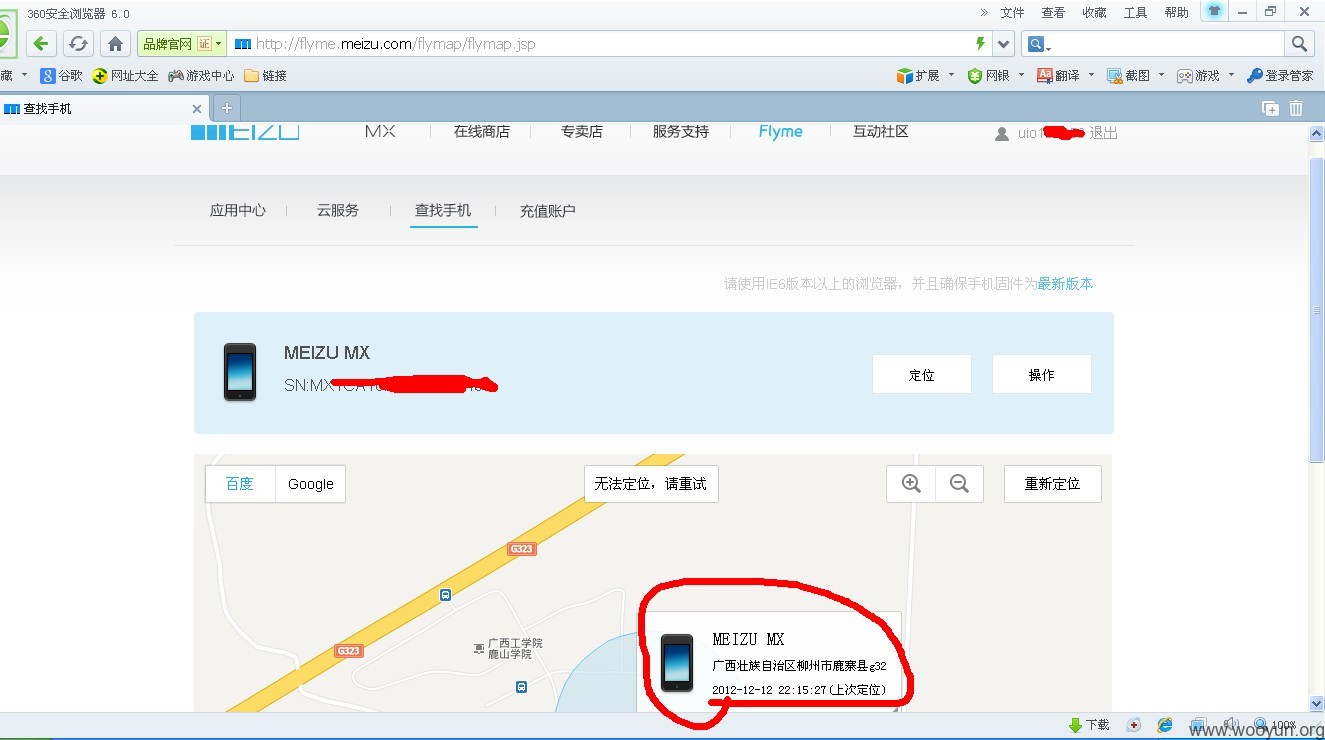 360安全浏览器 6.0
» 文件 查看 收藏 工具 帮助
品牌官网 证 http://flyme.meizu.com/flymap/flymap.jsp
藏 谷歌 网址大全 游戏中心 链接 扩展 网银 翻译 截图 游戏 登录管家
查找手机
MEIZU MX 在线商店 专卖店 服务支持 Flyme 互动社区 退出
应用中心 云服务 查找手机 充值账户
请使用IE6版本以上的浏览器，并且确保手机固件为最新版本
MEIZU MX
SN:MX
定位 操作
百度 Google 无法定位，请重试 重新定位
G323
广西工学院
鹿山学院
G323
MEIZU MX
广西壮族自治区柳州市鹿寨县g32
2012-12-12 22:15:27(上次定位)
下载 100%
www.wooyun.org